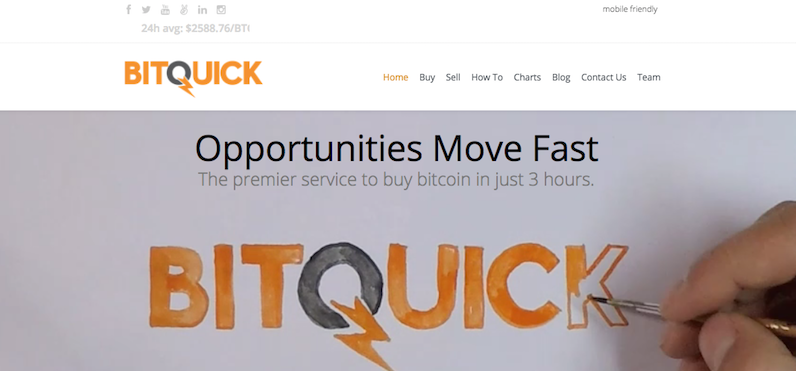 mobile friendly
24h avg: $2588.76/BT
BITQUICK
Home Buy Sell How To Charts Blog Contact Us Team
Opportunities Move Fast
The premier service to buy bitcoin in just 3 hours.
BITQUICK